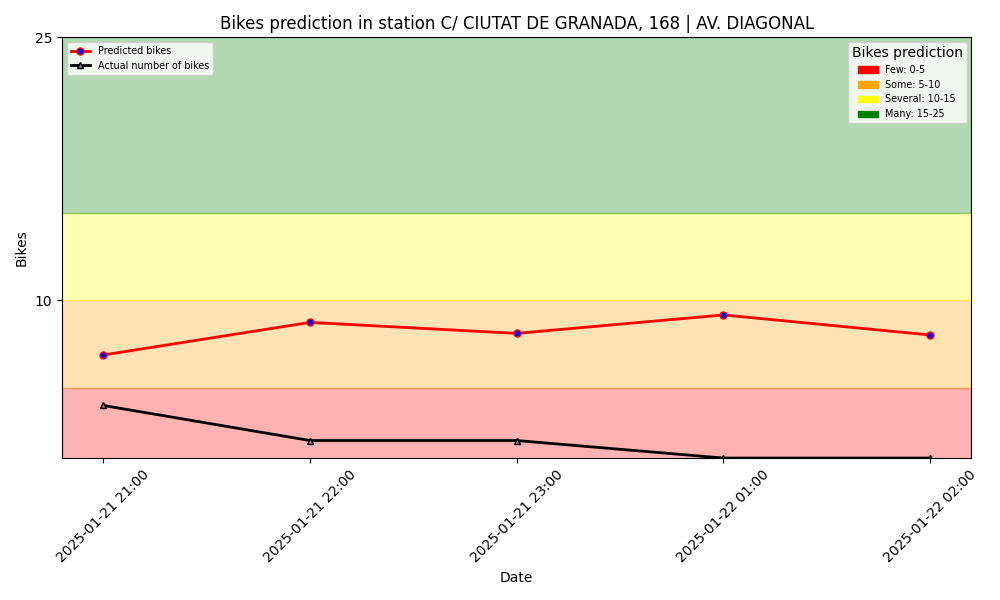 Bikes prediction in station C/ CIUTAT DE GRANADA, 168 | AV. DIAGONAL
25
10
Bikes
Predicted bikes
Actual number of bikes
Bikes prediction
Few: 0-5
Some: 5-10
Several: 10-15
Many: 15-25
2025-01-21 21:00
2025-01-21 22:00
2025-01-21 23:00
2025-01-22 01:00
2025-01-22 02:00
Date